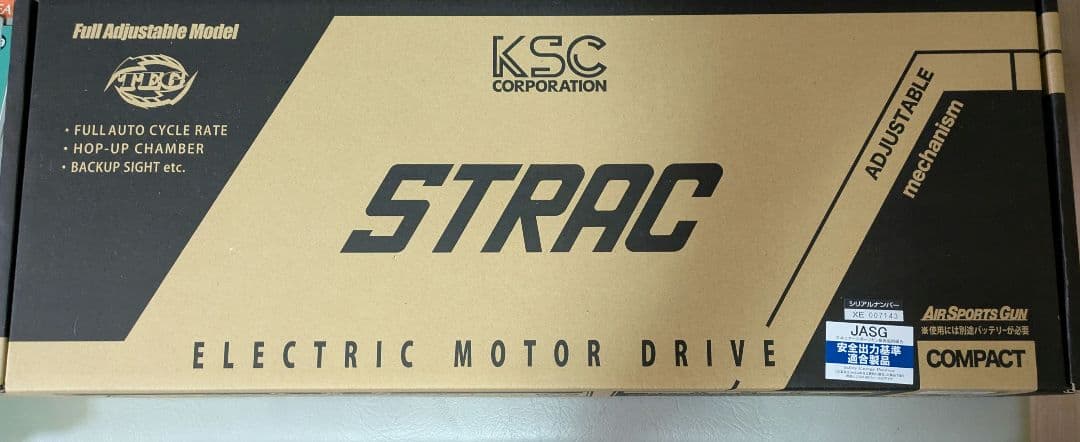 Full Adjustable Model
TEG
・FULL AUTO CYCLE RATE
・HOP-UP CHAMBER
・BACKUP SIGHT etc.
KSC
CORPORATION
STRAC
ADJUSTABLE
mechanism
ELECTRIC MOTOR DRIVE
シリアルナンバー
XE 007143
JASG
安全出力基準
適合製品
AIR SPORTS GUN
※使用には別途バッテリーが必要
COMPACT